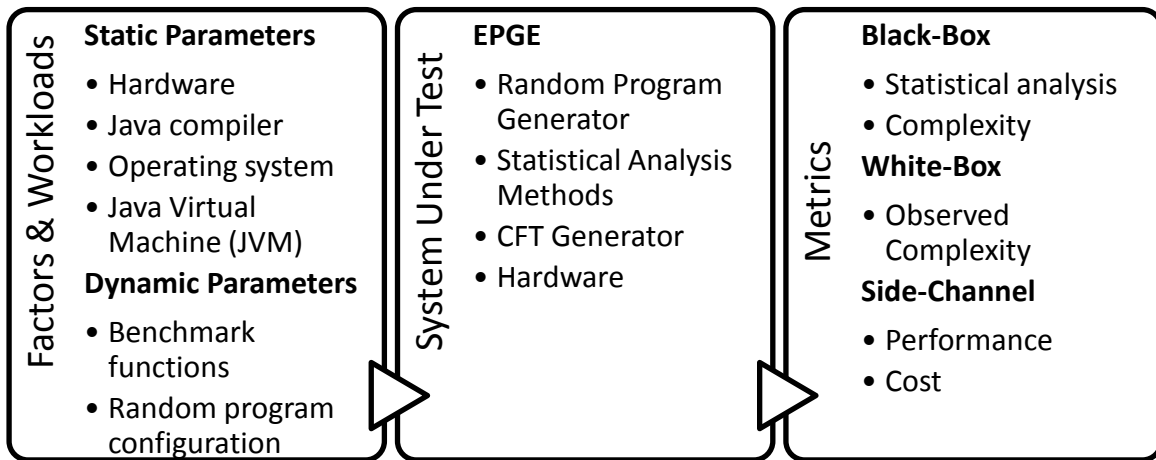 Factors & Workloads
Static Parameters
• Hardware
• Java compiler
• Operating system
• Java Virtual
Machine (JVM)
Dynamic Parameters
• Benchmark
functions
• Random program
configuration
System Under Test
EPGE
• Random Program
Generator
• Statistical Analysis
Methods
• CFT Generator
• Hardware
Metrics
Black-Box
• Statistical analysis
• Complexity
White-Box
• Observed
Complexity
Side-Channel
• Performance
• Cost